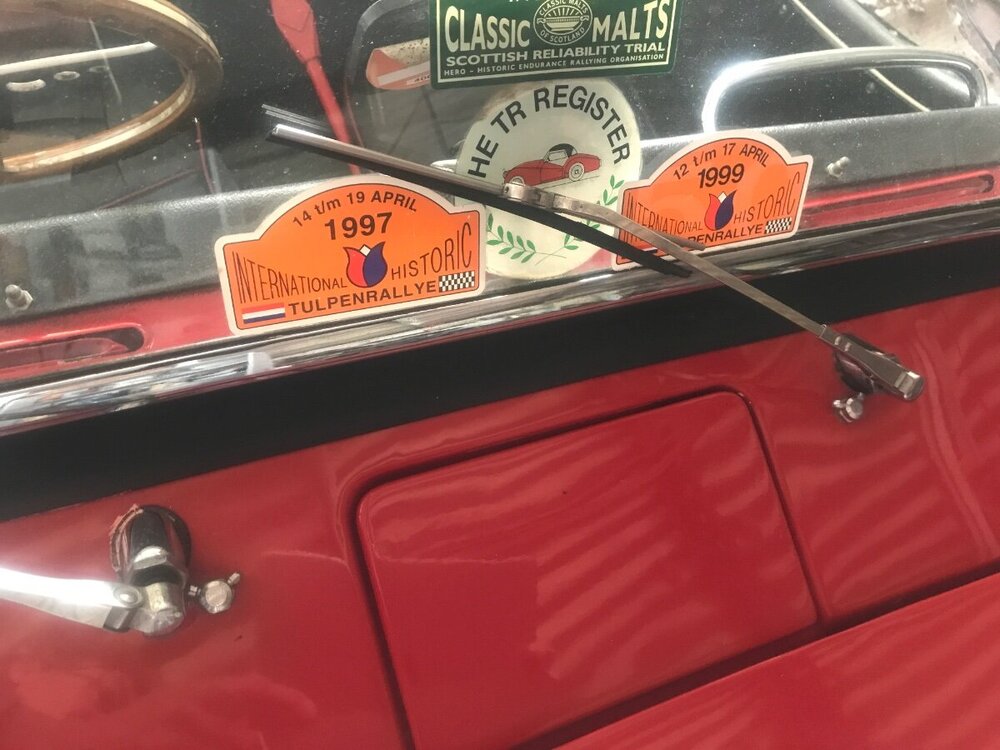 CLASSIC MALTS
CLASSIC MALTS
OF SCOTLAND
SCOTTISH RELIABILITY TRIAL
HERO - HISTORIC ENDURANCE RALLYING ORGANISATION
HE TR REGISTER
14 t/m 19 APRIL
1997
INTERNATIONAL HISTORIC
TULPENRALLYE
12 t/m 17 APRIL
1999
INTERNATIONAL HISTORIC
PENRALLYE